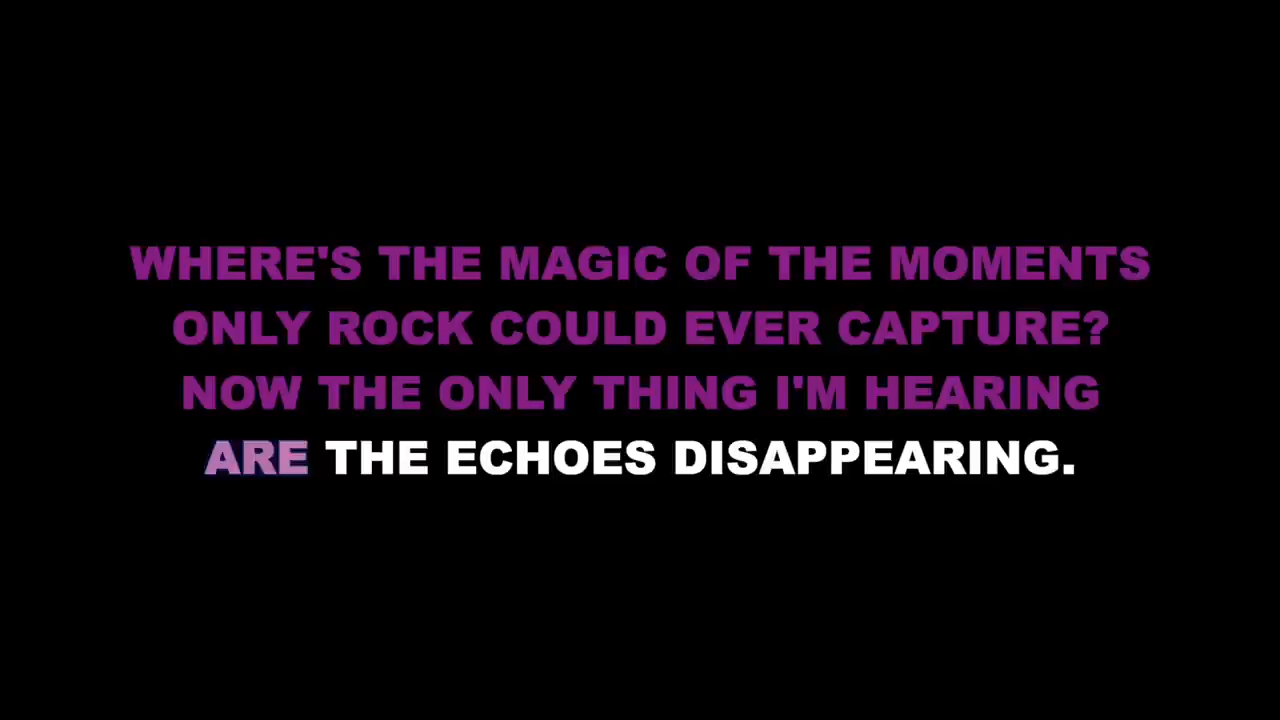 WHERE'S THE MAGIC OF THE MOMENTS
ONLY ROCK COULD EVER CAPTURE?
NOW THE ONLY THING I'M HEARING
ARE THE ECHOES DISAPPEARING.